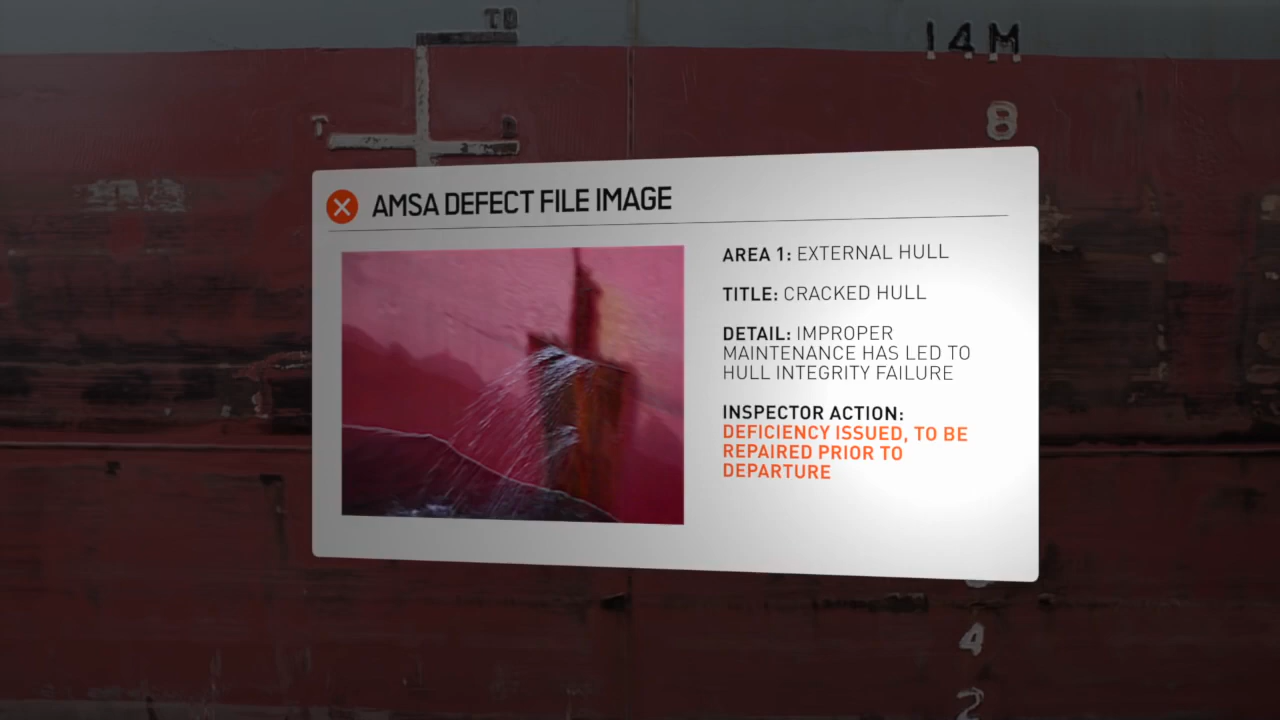 TD
14M
T
8
AMSA DEFECT FILE IMAGE
AREA 1: EXTERNAL HULL
TITLE: CRACKED HULL
DETAIL: IMPROPER
MAINTENANCE HAS LED TO
HULL INTEGRITY FAILURE
INSPECTOR ACTION:
DEFICIENCY ISSUED, TO BE
REPAIRED PRIOR TO
DEPARTURE
4
2